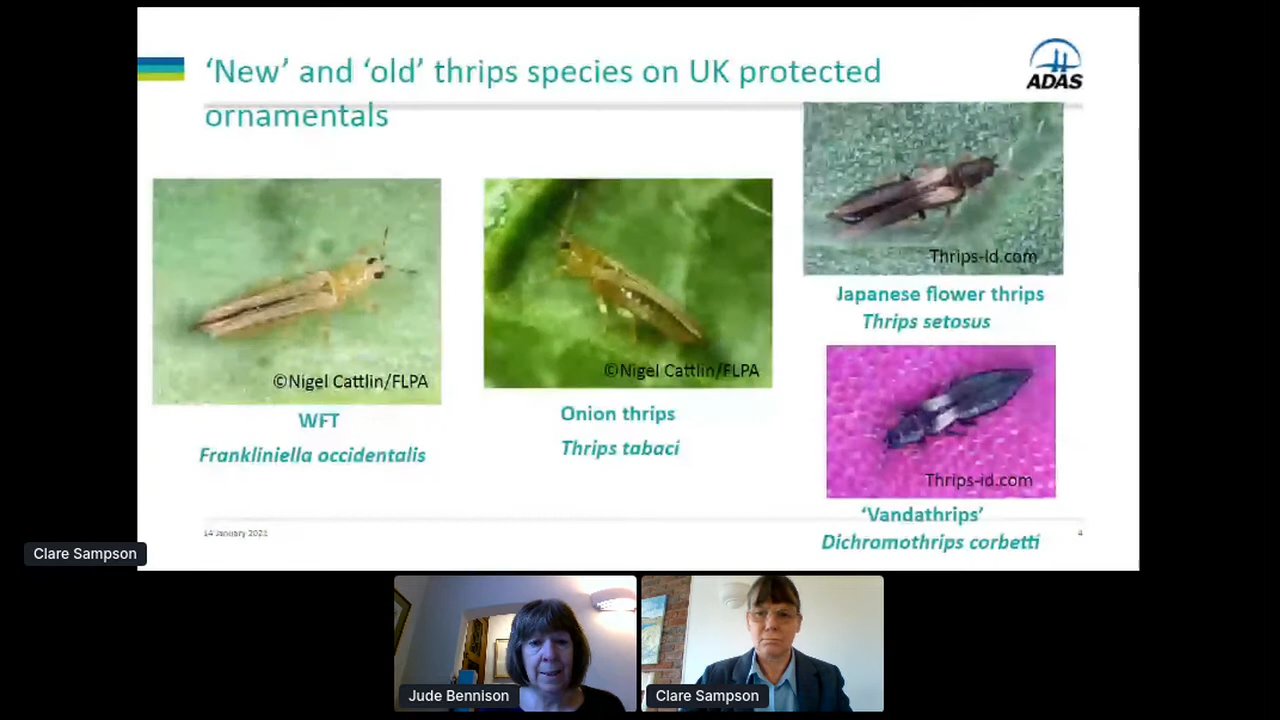 ‘New’ and ‘old’ thrips species on UK protected
ornamentals
ADAS
©Nigel Cattlin/FLPA
WFT
Frankliniella occidentalis
©Nigel Cattlin/FLPA
Onion thrips
Thrips tabaci
Thrips-id.com
Japanese flower thrips
Thrips setosus
Thrips-id.com
‘Vandathrips’
Dichromothrips corbetti
14 January 2021
4
Clare Sampson
Jude Bennison
Clare Sampson